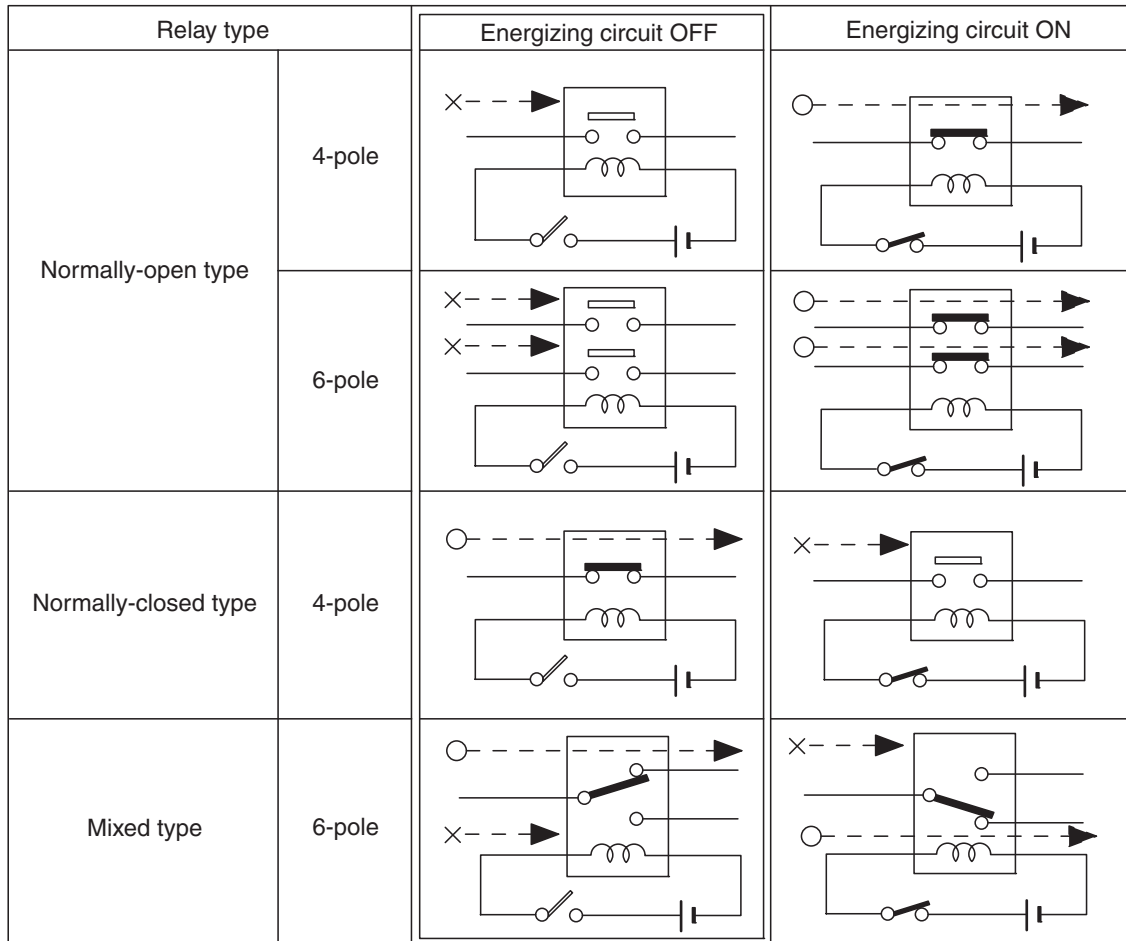 Relay type
Energizing circuit OFF
Energizing circuit ON
Normally-open type
4-pole
6-pole
Normally-closed type
4-pole
Mixed type
6-pole